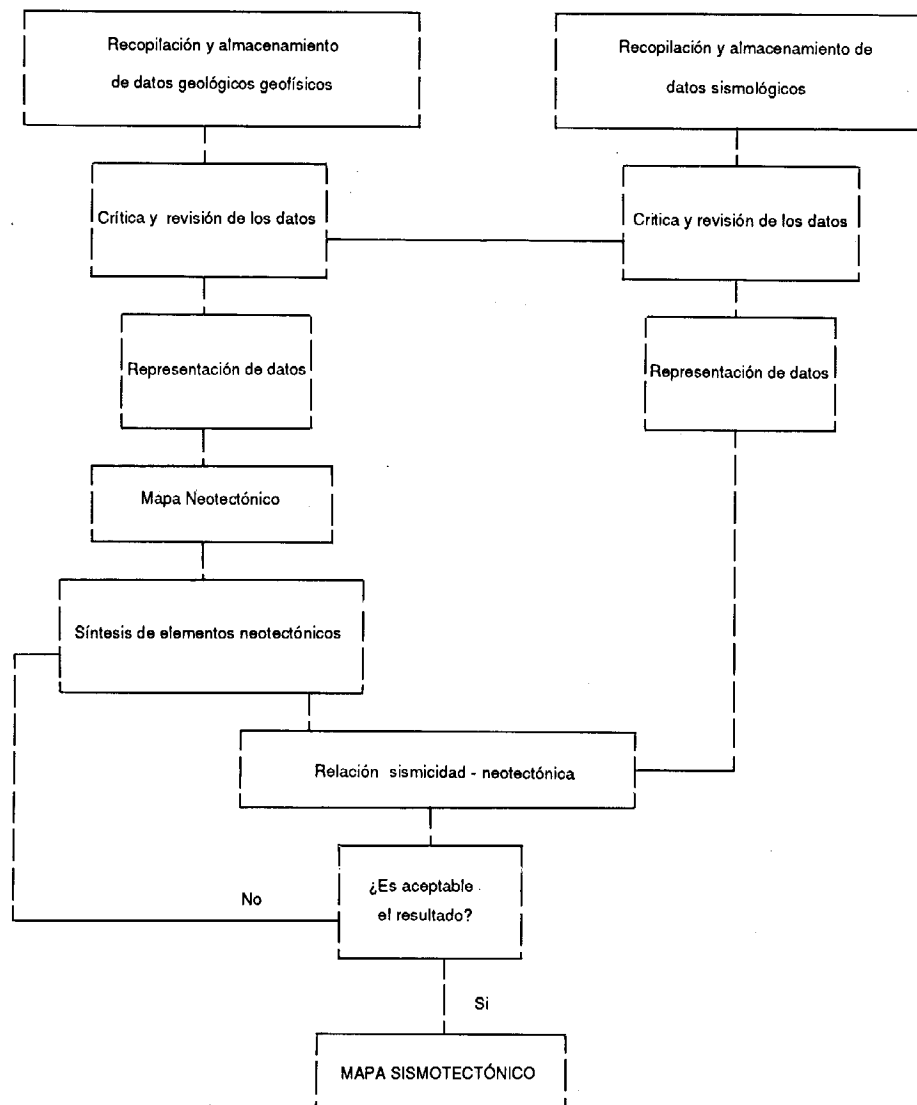 Recopilación y almacenamiento
de datos geológicos geofísicos
Recopilación y almacenamiento de
datos sismológicos
Crítica y revisión de los datos
Critica y revisión de los datos
Representación de datos
Representación de datos
Mapa Neotectónico
Síntesis de elementos neotectónicos
Relación sismicidad - neotectónica
¿Es aceptable
el resultado?
No
Si
MAPA SISMOTECTÓNICO